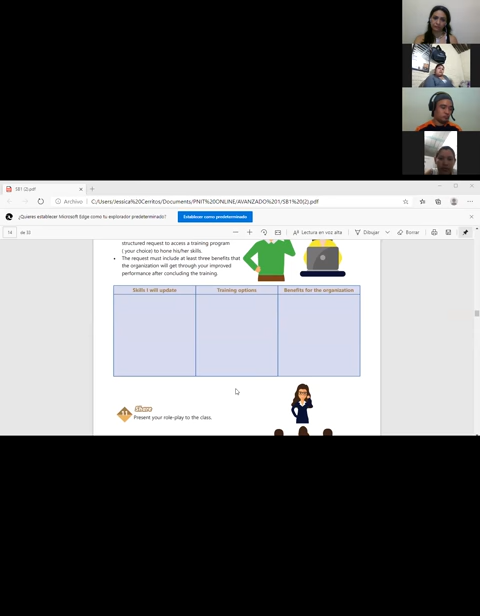 SB1 (2).pdf
Archivo
C:/Users/Jessica%20Cerritos/Documents/PNIT%20ONLINE/AVANZADO%201/SB1%20(2).pdf
¿Quieres establecer Microsoft Edge como tu explorador predeterminado?
Establecer como predeterminado
14 de 33
Lectura en voz alta
Dibujar
Borrar
structured request to access a training program
( your choice) to hone his/her skills.
The request must include at least three benefits that
the organization will get through your improved
performance after concluding the training.
Skills I will update
Training options
Benefits for the organisation
11 Share
Present your role-play to the class.